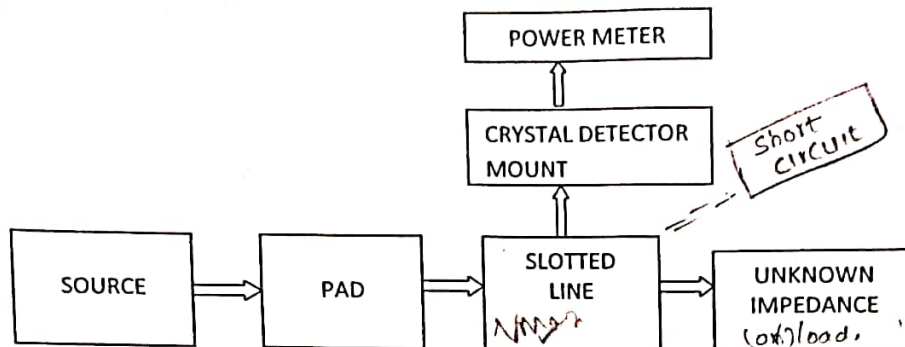 POWER METER
CRYSTAL DETECTOR
MOUNT
Short
circuit
SOURCE
PAD
SLOTTED
LINE
UNKNOWN
IMPEDANCE
(or) load.